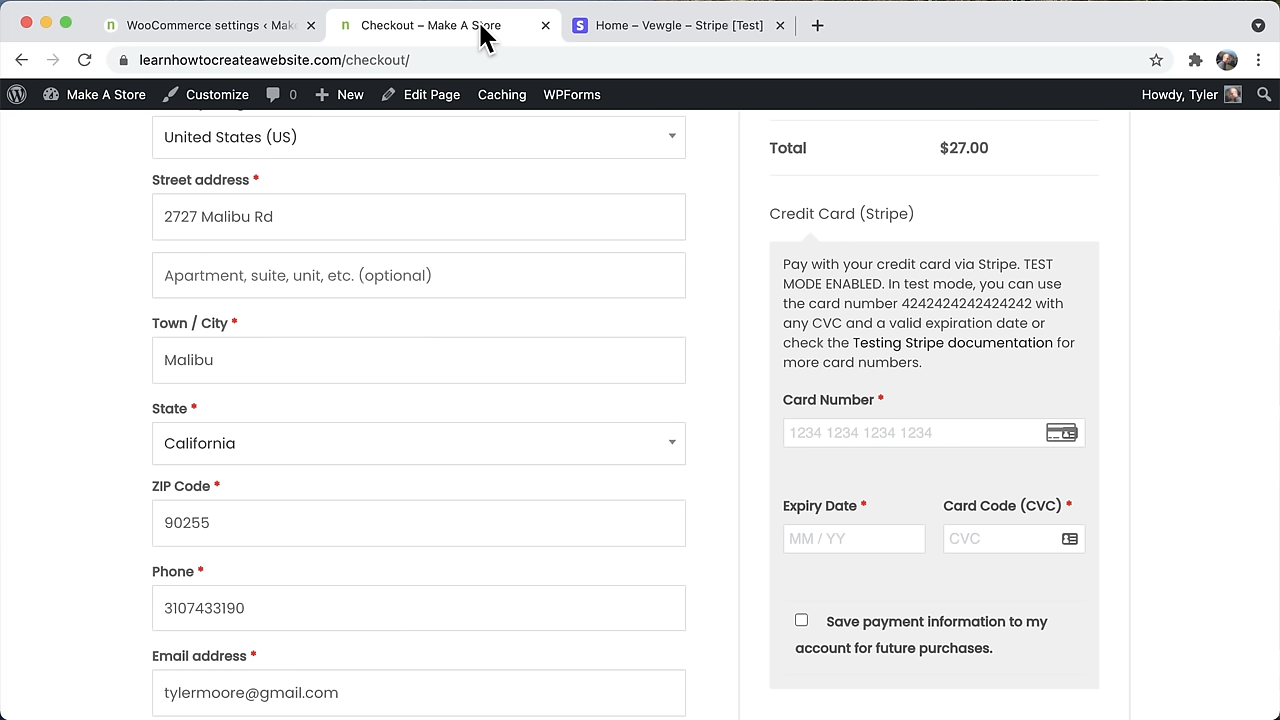 WooCommerce settings ‹ Make
Checkout – Make A Store
S
Home – Vewgle – Stripe [Test]
learnhowtocreateawebsite.com/checkout/
Make A Store
Customize
0
New
Edit Page
Caching
WPForms
Howdy, Tyler
United States (US)
Street address *
2727 Malibu Rd
Apartment, suite, unit, etc. (optional)
Town / City *
Malibu
State *
California
ZIP Code *
90255
Phone *
3107433190
Email address *
tylermoore@gmail.com
Total $27.00
Credit Card (Stripe)
Pay with your credit card via Stripe. TEST
MODE ENABLED. In test mode, you can use
the card number 4242424242424242 with
any CVC and a valid expiration date or
check the Testing Stripe documentation for
more card numbers.
Card Number *
1234 1234 1234 1234
Expiry Date * Card Code (CVC) *
MM / YY CVC
Save payment information to my
account for future purchases.